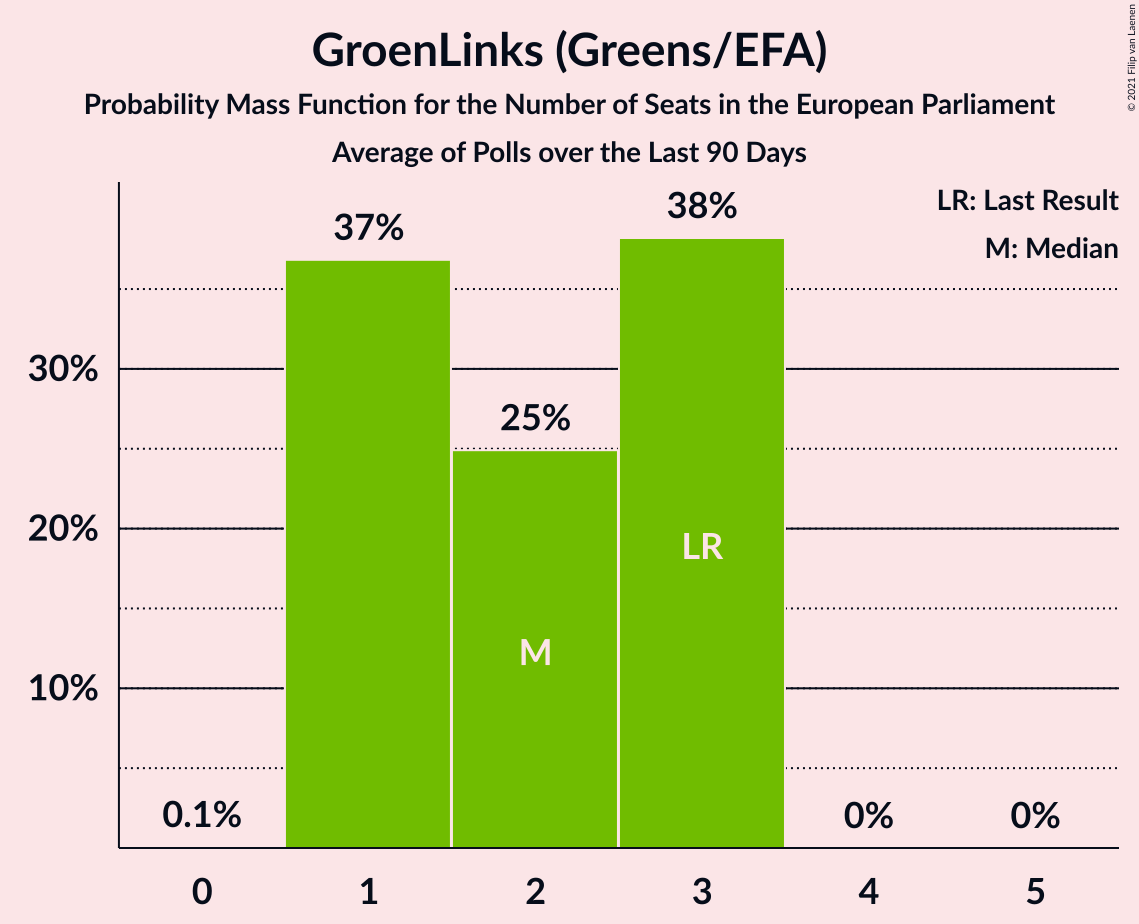 GroenLinks (Greens/EFA)
Probability Mass Function for the Number of Seats in the European Parliament
Average of Polls over the Last 90 Days
© 2021 Filip van Laenen
LR: Last Result
M: Median
37%
38%
30%
25%
20%
LR
M
10%
0.1%
0%
0%
0
1
2
3
4
5